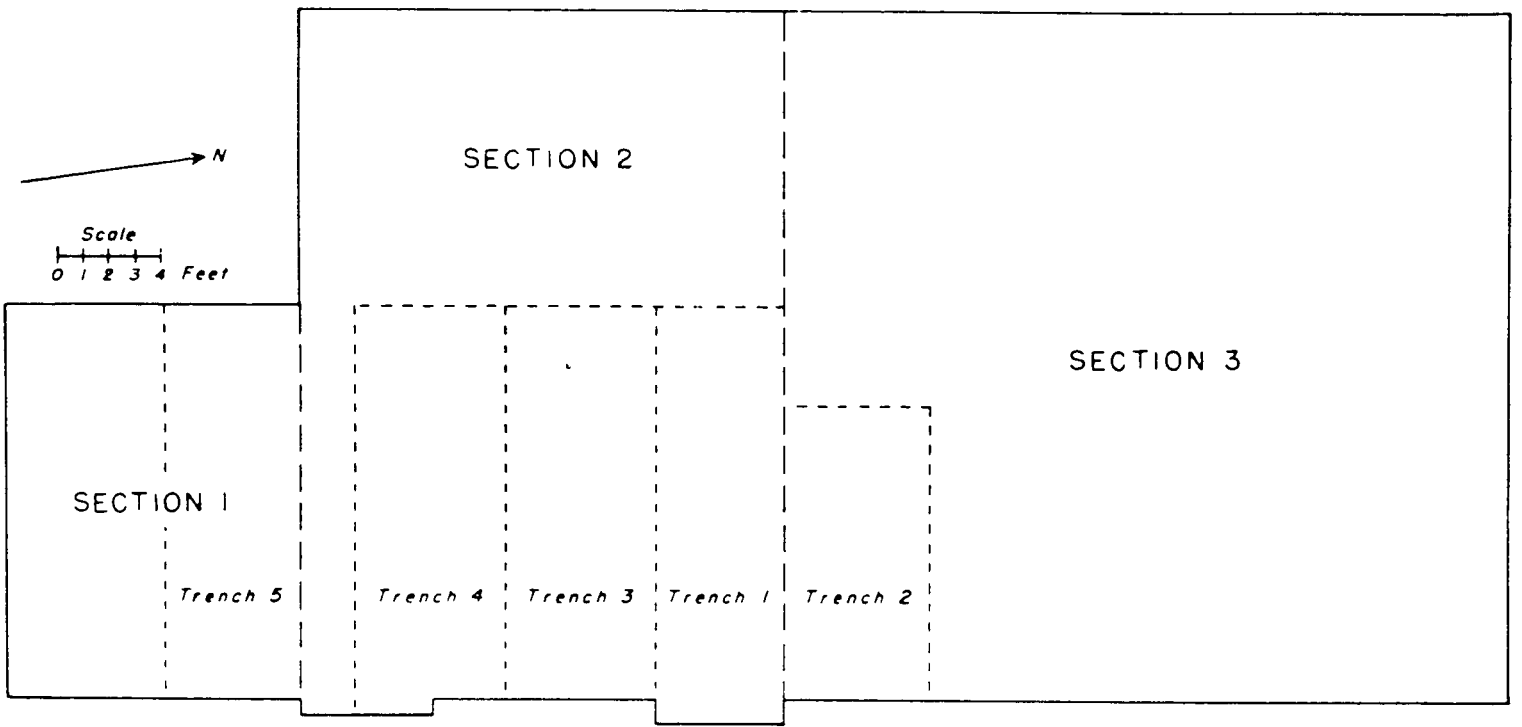 SECTION 2
N
Scale
0 1 2 3 4 Feet
SECTION 3
SECTION 1
Trench 5 Trench 4 Trench 3 Trench 1 Trench 2